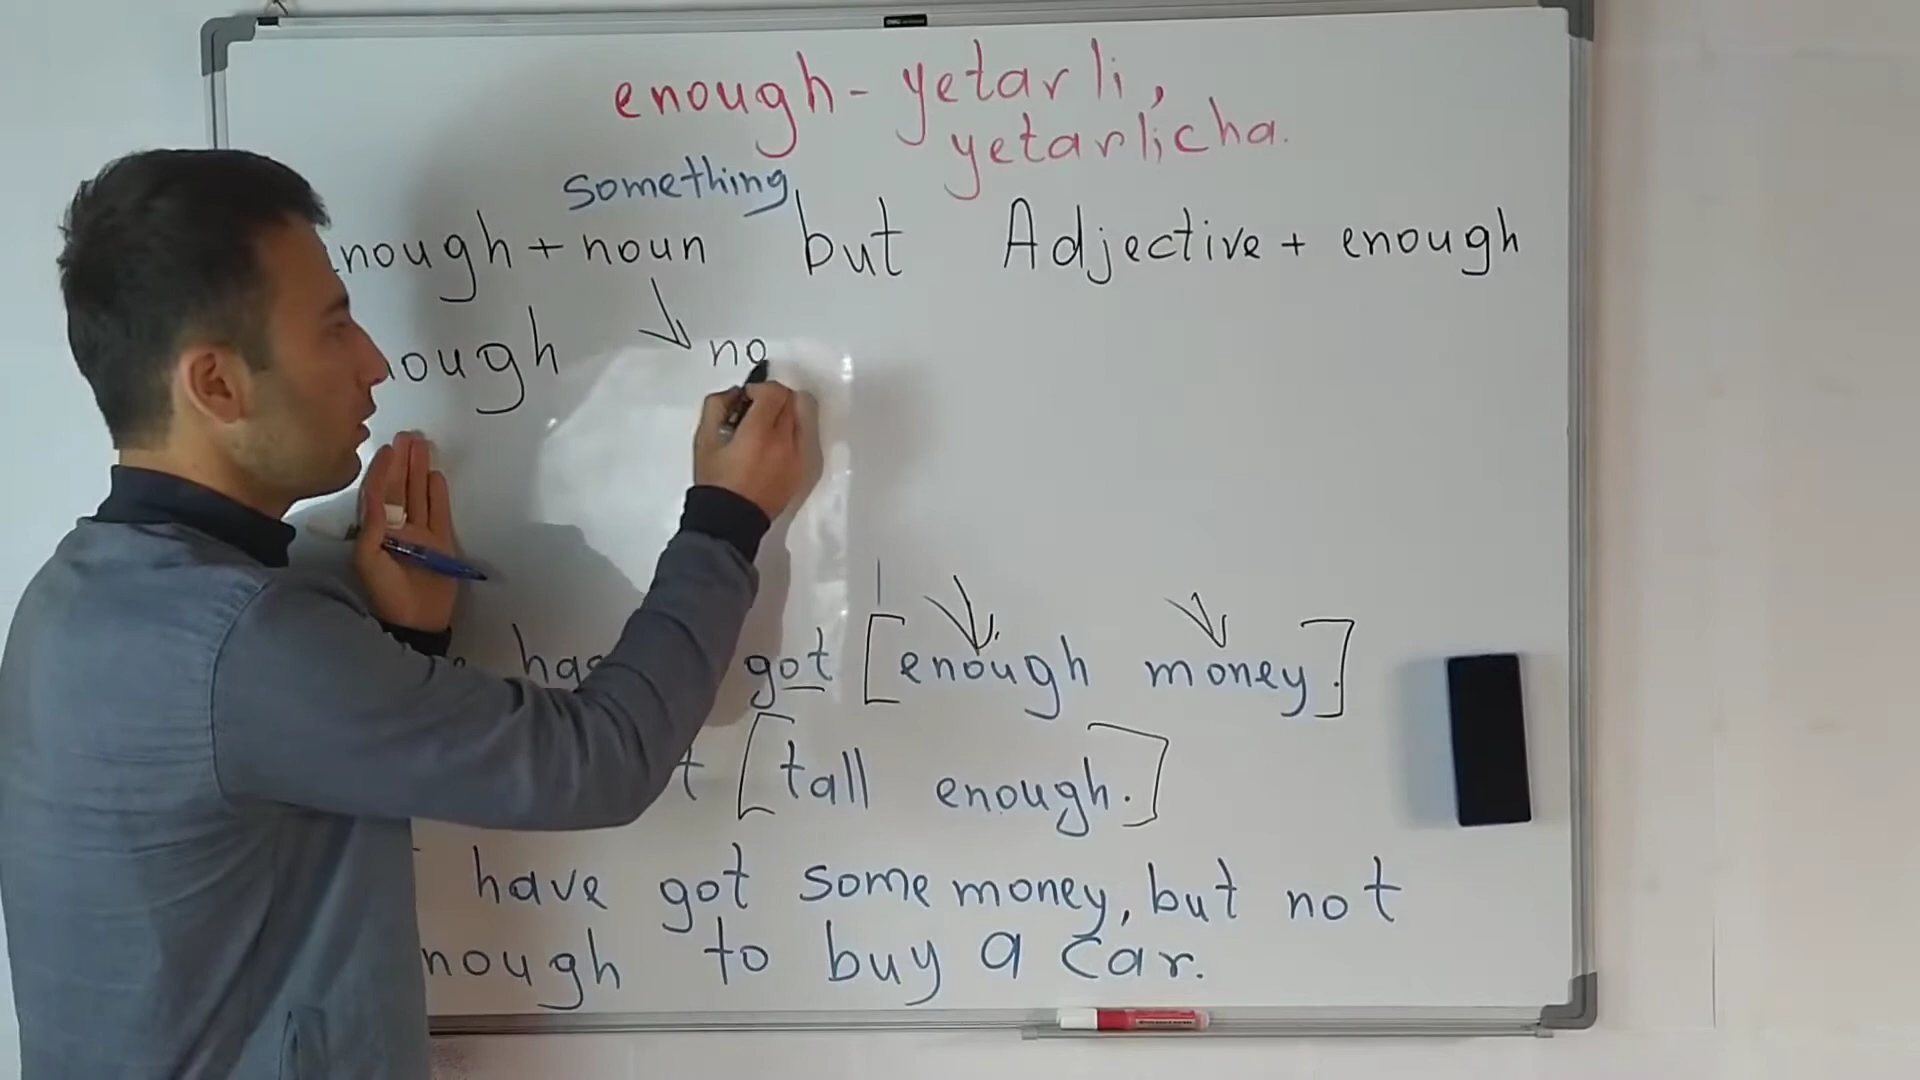 enough - yetarli,
yetarlicha.
something
nough + noun but Adjective + enough
ough no
has got [enough money.]
t [tall enough.]
have got some money, but not
nough to buy a car.